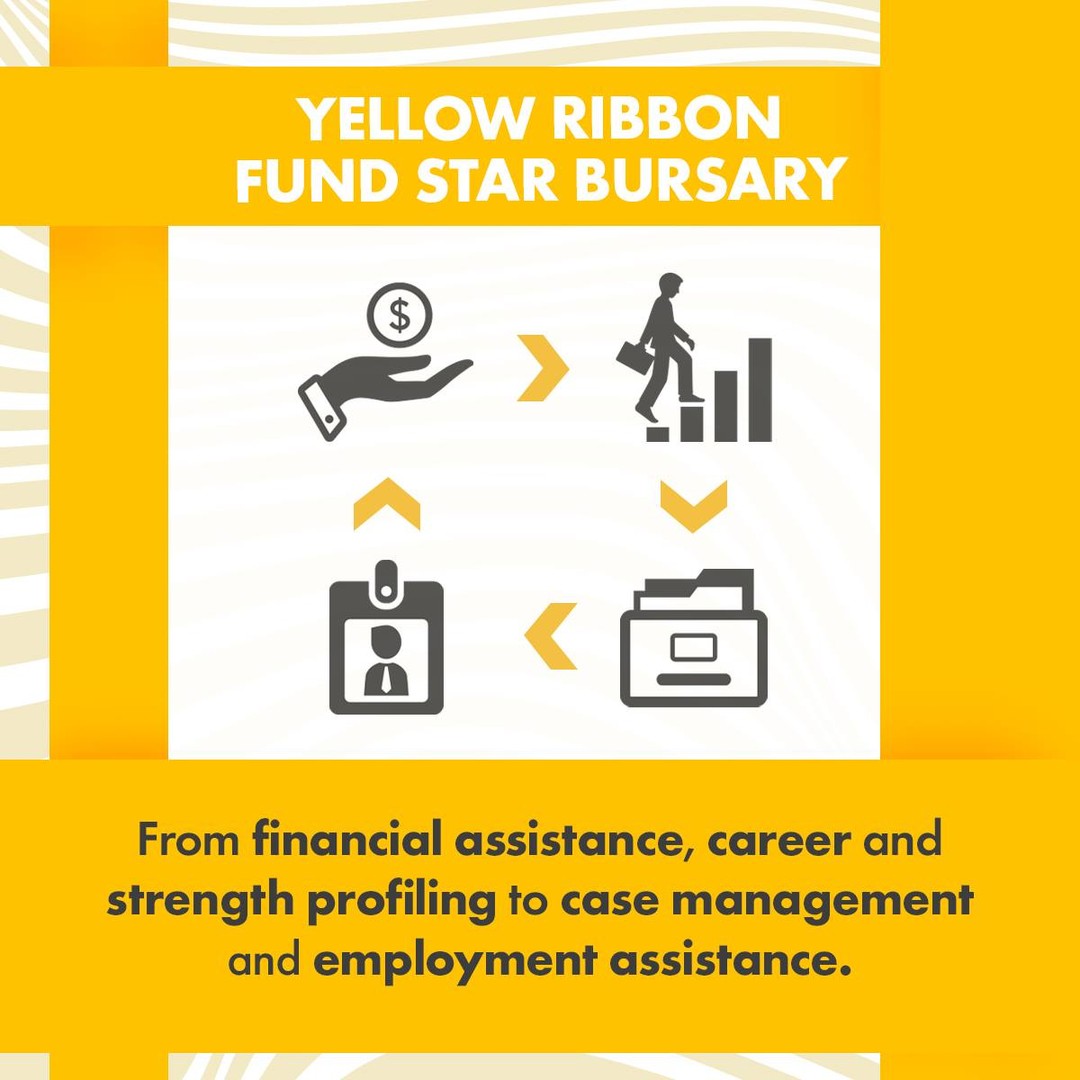 YELLOW RIBBON
FUND STAR BURSARY
$
From financial assistance, career and
strength profiling to case management
and employment assistance.